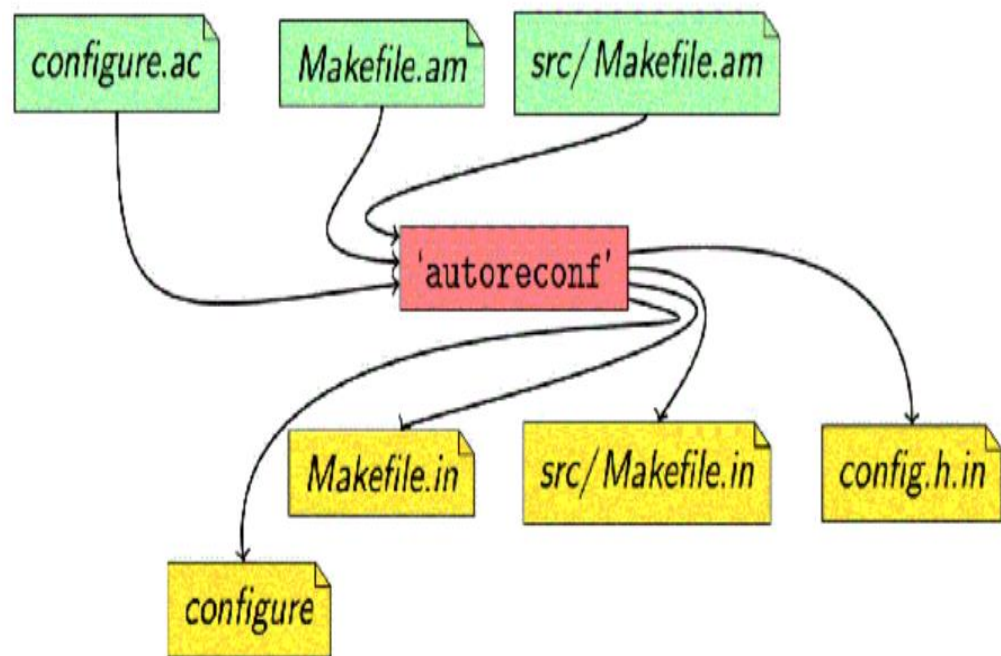 configure.ac
Makefile.am
src/ Makefile.am
‘autoreconf’
Makefile.in
src/ Makefile.in
config.h.in
configure